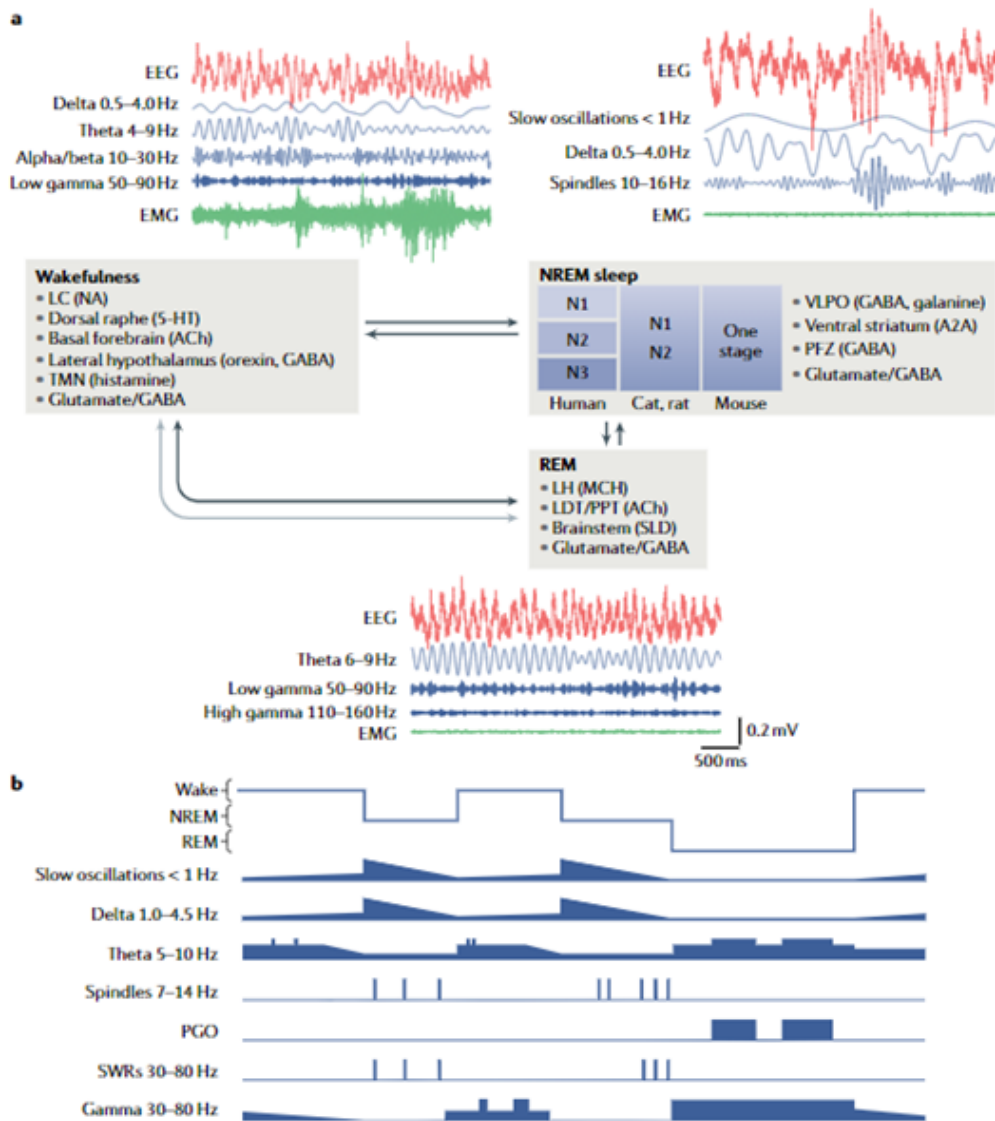 a
EEG
Delta 0.5–4.0 Hz
Theta 4–9 Hz
Alpha/beta 10–30 Hz
Low gamma 50–90 Hz
EMG
EEG
Slow oscillations < 1 Hz
Delta 0.5–4.0 Hz
Spindles 10–16 Hz
EMG
Wakefulness
• LC (NA)
• Dorsal raphe (5-HT)
• Basal forebrain (ACh)
• Lateral hypothalamus (orexin, GABA)
• TMN (histamine)
• Glutamate/GABA
NREM sleep
N1
N2
N3
Human
N1
N2
Cat, rat
One
stage
Mouse
• VLPO (GABA, galanine)
• Ventral striatum (A2A)
• PFZ (GABA)
• Glutamate/GABA
REM
• LH (MCH)
• LDT/PPT (ACh)
• Brainstem (SLD)
• Glutamate/GABA
EEG
Theta 6–9 Hz
Low gamma 50–90 Hz
High gamma 110–160 Hz
EMG
0.2 mV
500 ms
b
Wake
NREM
REM
Slow oscillations < 1 Hz
Delta 1.0–4.5 Hz
Theta 5–10 Hz
Spindles 7–14 Hz
PGO
SWRs 30–80 Hz
Gamma 30–80 Hz